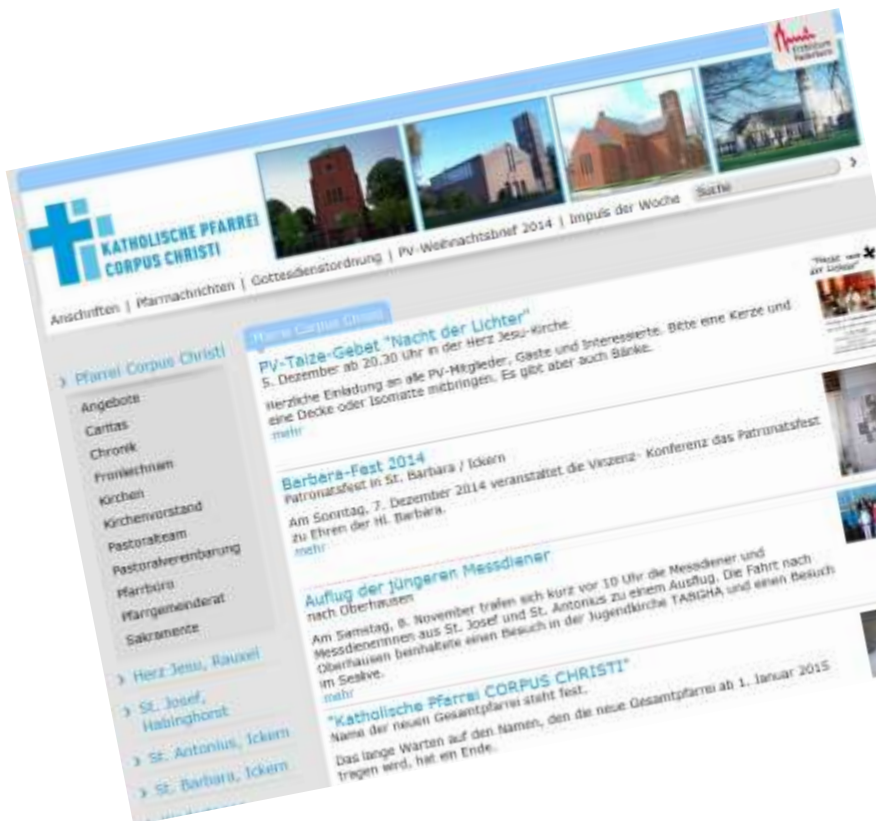 Erzbistum
Paderborn
KATHOLISCHE PFARREI
CORPUS CHRISTI
Suche
Anschriften | Pfarrnachrichten | Gottesdienstordnung | PV-Weihnachtsbrief 2014 | Impuls der Woche
Pfarrei Corpus Christi
Angebote
Caritas
Chronik
Fronleichnam
Kirchen
Kirchenvorstand
Pastoralteam
Pastoralvereinbarung
Pfarrbüro
Pfarrgemeinderat
Sakramente
Herz Jesu, Rauxel
St. Josef,
Habinghorst
St. Antonius, Ickern
St. Barbara, Ickern
Corpus Christi
PV-Taize-Gebet "Nacht der Lichter"
5. Dezember ab 20.30 Uhr in der Herz Jesu-Kirche
Herzliche Einladung an alle PV-Mitglieder, Gäste und Interessierte. Bitte eine Kerze und
eine Decke oder Isomatte mitbringen. Es gibt aber auch Bänke.
mehr
"Nacht der
der Lichter"
Barbara-Fest 2014
Patronatsfest in St. Barbara / Ickern
Am Sonntag, 7. Dezember 2014 veranstaltet die Vinzenz- Konferenz das Patronatsfest
zu Ehren der Hl. Barbara.
mehr
Auflug der jüngeren Messdiener
nach Oberhausen
Am Samstag, 8. November trafen sich kurz vor 10 Uhr die Messdiener und
Messdienerinnen aus St. Josef und St. Antonius zu einem Ausflug. Die Fahrt nach
Oberhausen beinhaltete einen Besuch in der Jugendkirche TABGHA und einen Besuch
im Sealive.
mehr
"Katholische Pfarrei CORPUS CHRISTI"
Name der neuen Gesamtpfarrei steht fest.
Das lange Warten auf den Namen, den die neue Gesamtpfarrei ab 1. Januar 2015
tragen wird, hat ein Ende.